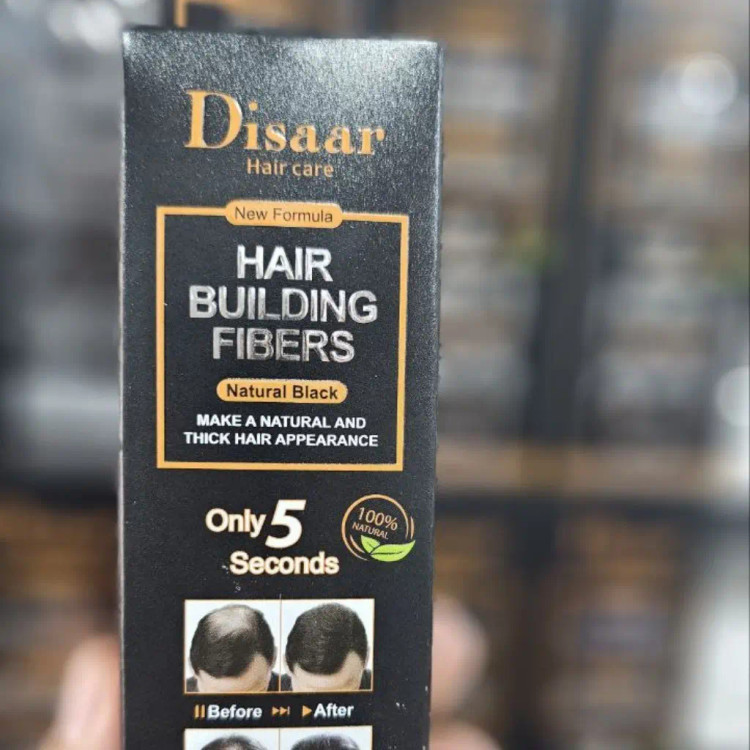 Disaar
Hair care
New Formula
HAIR
BUILDING
FIBERS
Natural Black
MAKE A NATURAL AND
THICK HAIR APPEARANCE
Only 5
Seconds
100%
NATURAL
Before
After